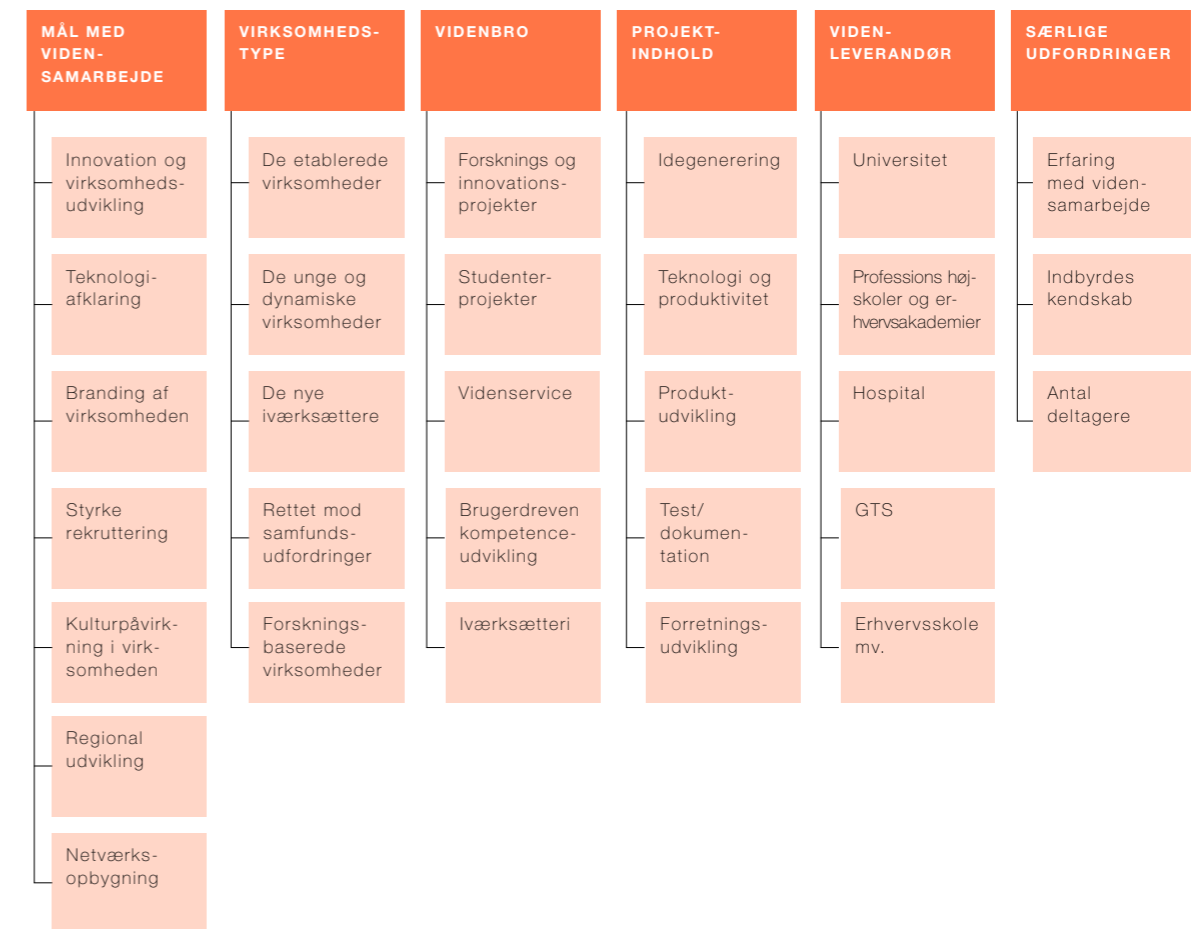 MÅL MED
VIDEN-
SAMARBEJDE
Innovation og
virksomheds-
udvikling
Teknologi-
afklaring
Branding af
virksomheden
Styrke
rekruttering
Kulturpåvirk-
ning i virk-
somheden
Regional
udvikling
Netværks-
opbygning
VIRKSOMHEDS-
TYPE
De etablerede
virksomheder
De unge og
dynamiske
virksomheder
De nye
iværksættere
Rettet mod
samfunds-
udfordringer
Forsknings-
baserede
virksomheder
VIDENBRO
Forsknings og
innovations-
projekter
Studenter-
projekter
Videnservice
Brugerdreven
kompetence-
udvikling
Iværksætteri
PROJEKT-
INDHOLD
Idegenerering
Teknologi og
produktivitet
Produkt-
udvikling
Test/
dokumen-
tation
Forretnings-
udvikling
VIDEN-
LEVERANDØR
Universitet
Professions høj-
skoler og er-
hvervsakademier
Hospital
GTS
Erhvervsskole
mv.
SÆRLIGE
UDFORDRINGER
Erfaring
med viden-
samarbejde
Indbyrdes
kendskab
Antal
deltagere